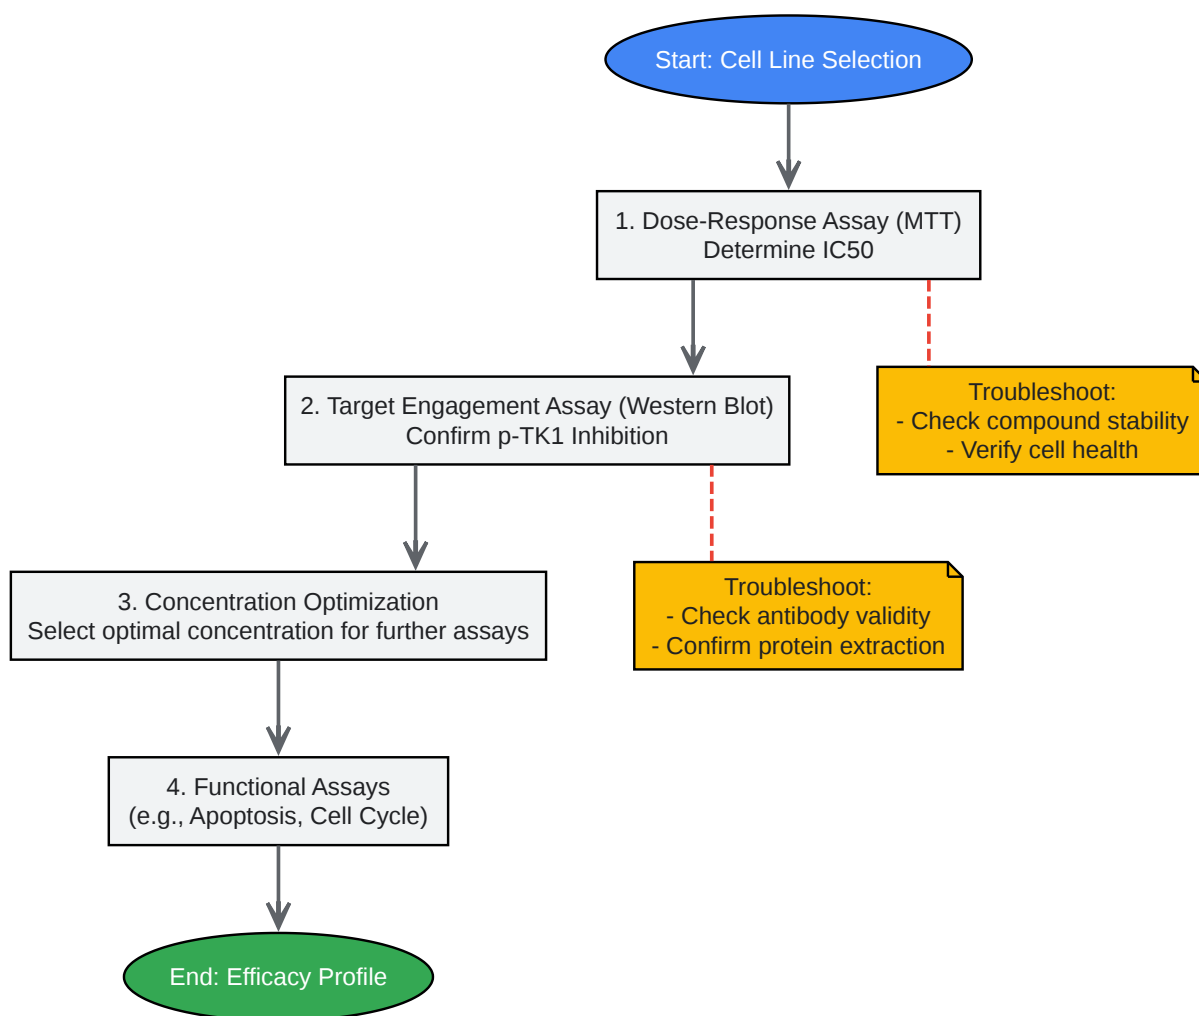 Start: Cell Line Selection
1. Dose-Response Assay (MTT)
Determine IC50
Troubleshoot:
- Check compound stability
- Verify cell health
2. Target Engagement Assay (Western Blot)
Confirm p-TK1 Inhibition
Troubleshoot:
- Check antibody validity
- Confirm protein extraction
3. Concentration Optimization
Select optimal concentration for further assays
4. Functional Assays
(e.g., Apoptosis, Cell Cycle)
End: Efficacy Profile